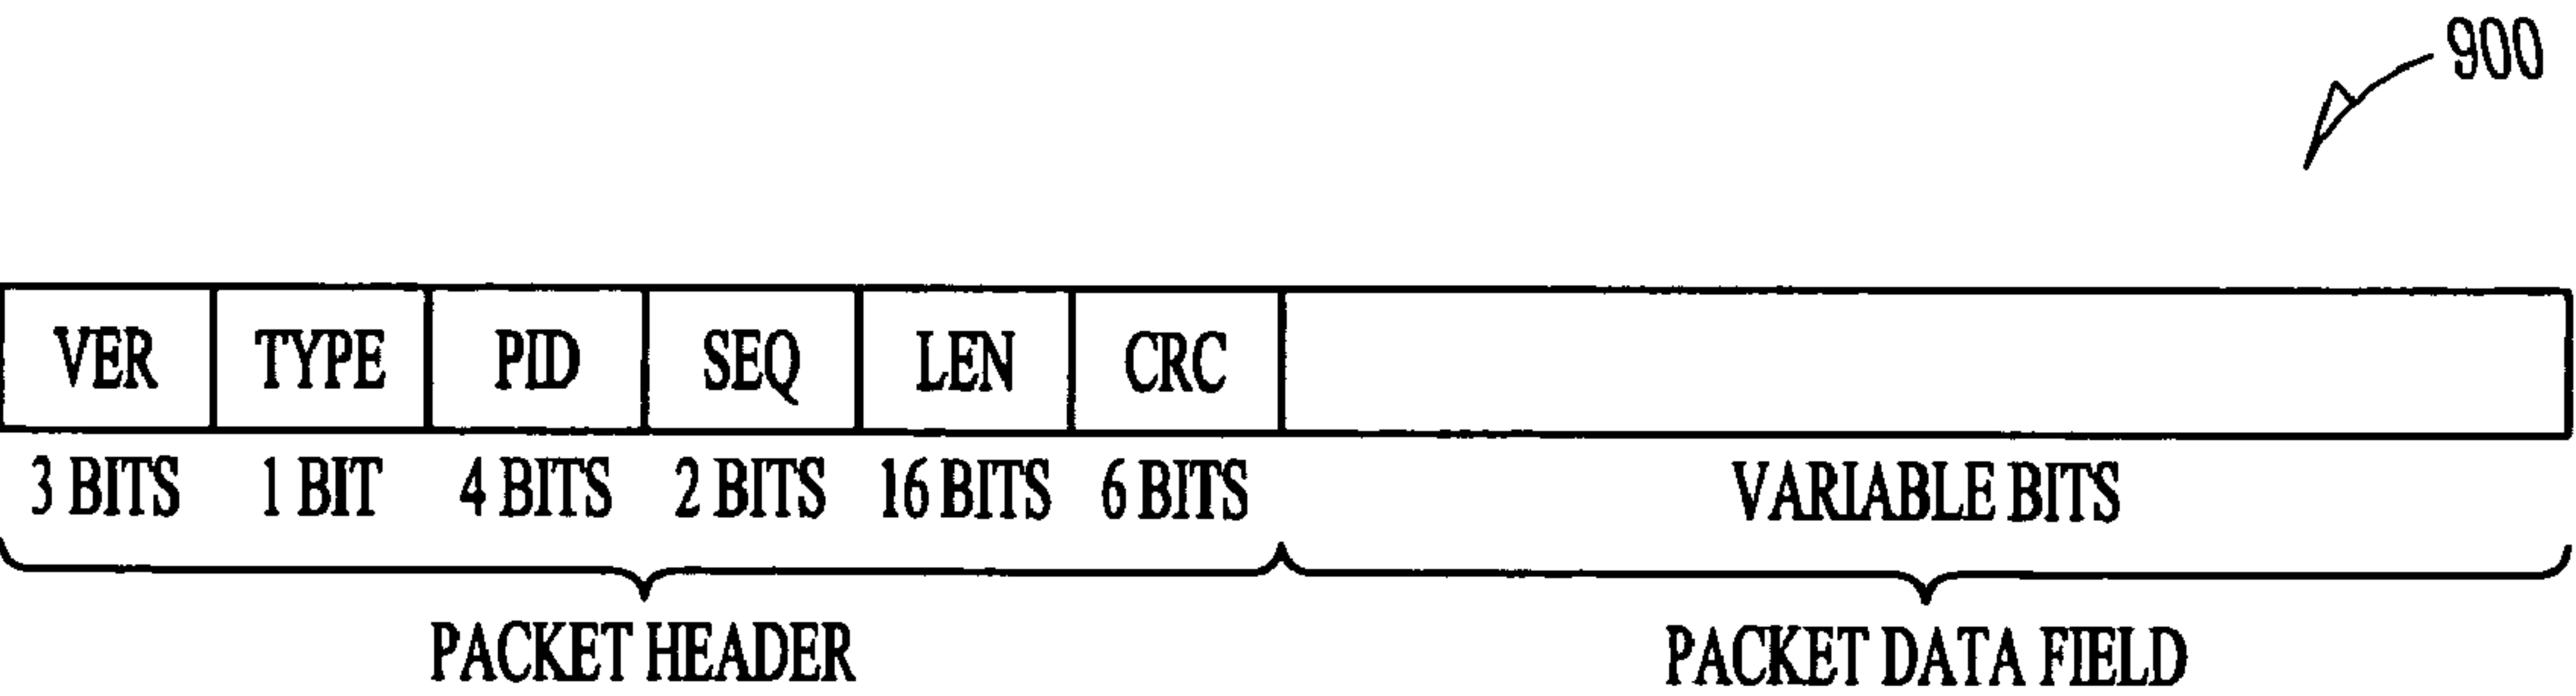 900
VER TYPE PID SEQ LEN CRC
3 BITS 1 BIT 4 BITS 2 BITS 16 BITS 6 BITS VARIABLE BITS
PACKET HEADER PACKET DATA FIELD